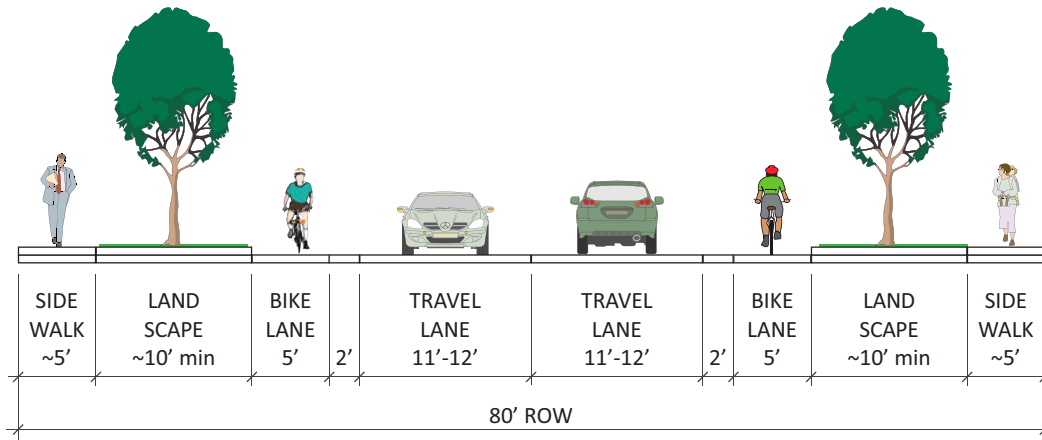 SIDE
WALK
~5’
LAND
SCAPE
~10’ min
BIKE
LANE
5’
2’
TRAVEL
LANE
11’-12’
TRAVEL
LANE
11’-12’
2’
BIKE
LANE
5’
LAND
SCAPE
~10’ min
SIDE
WALK
~5’
80’ ROW